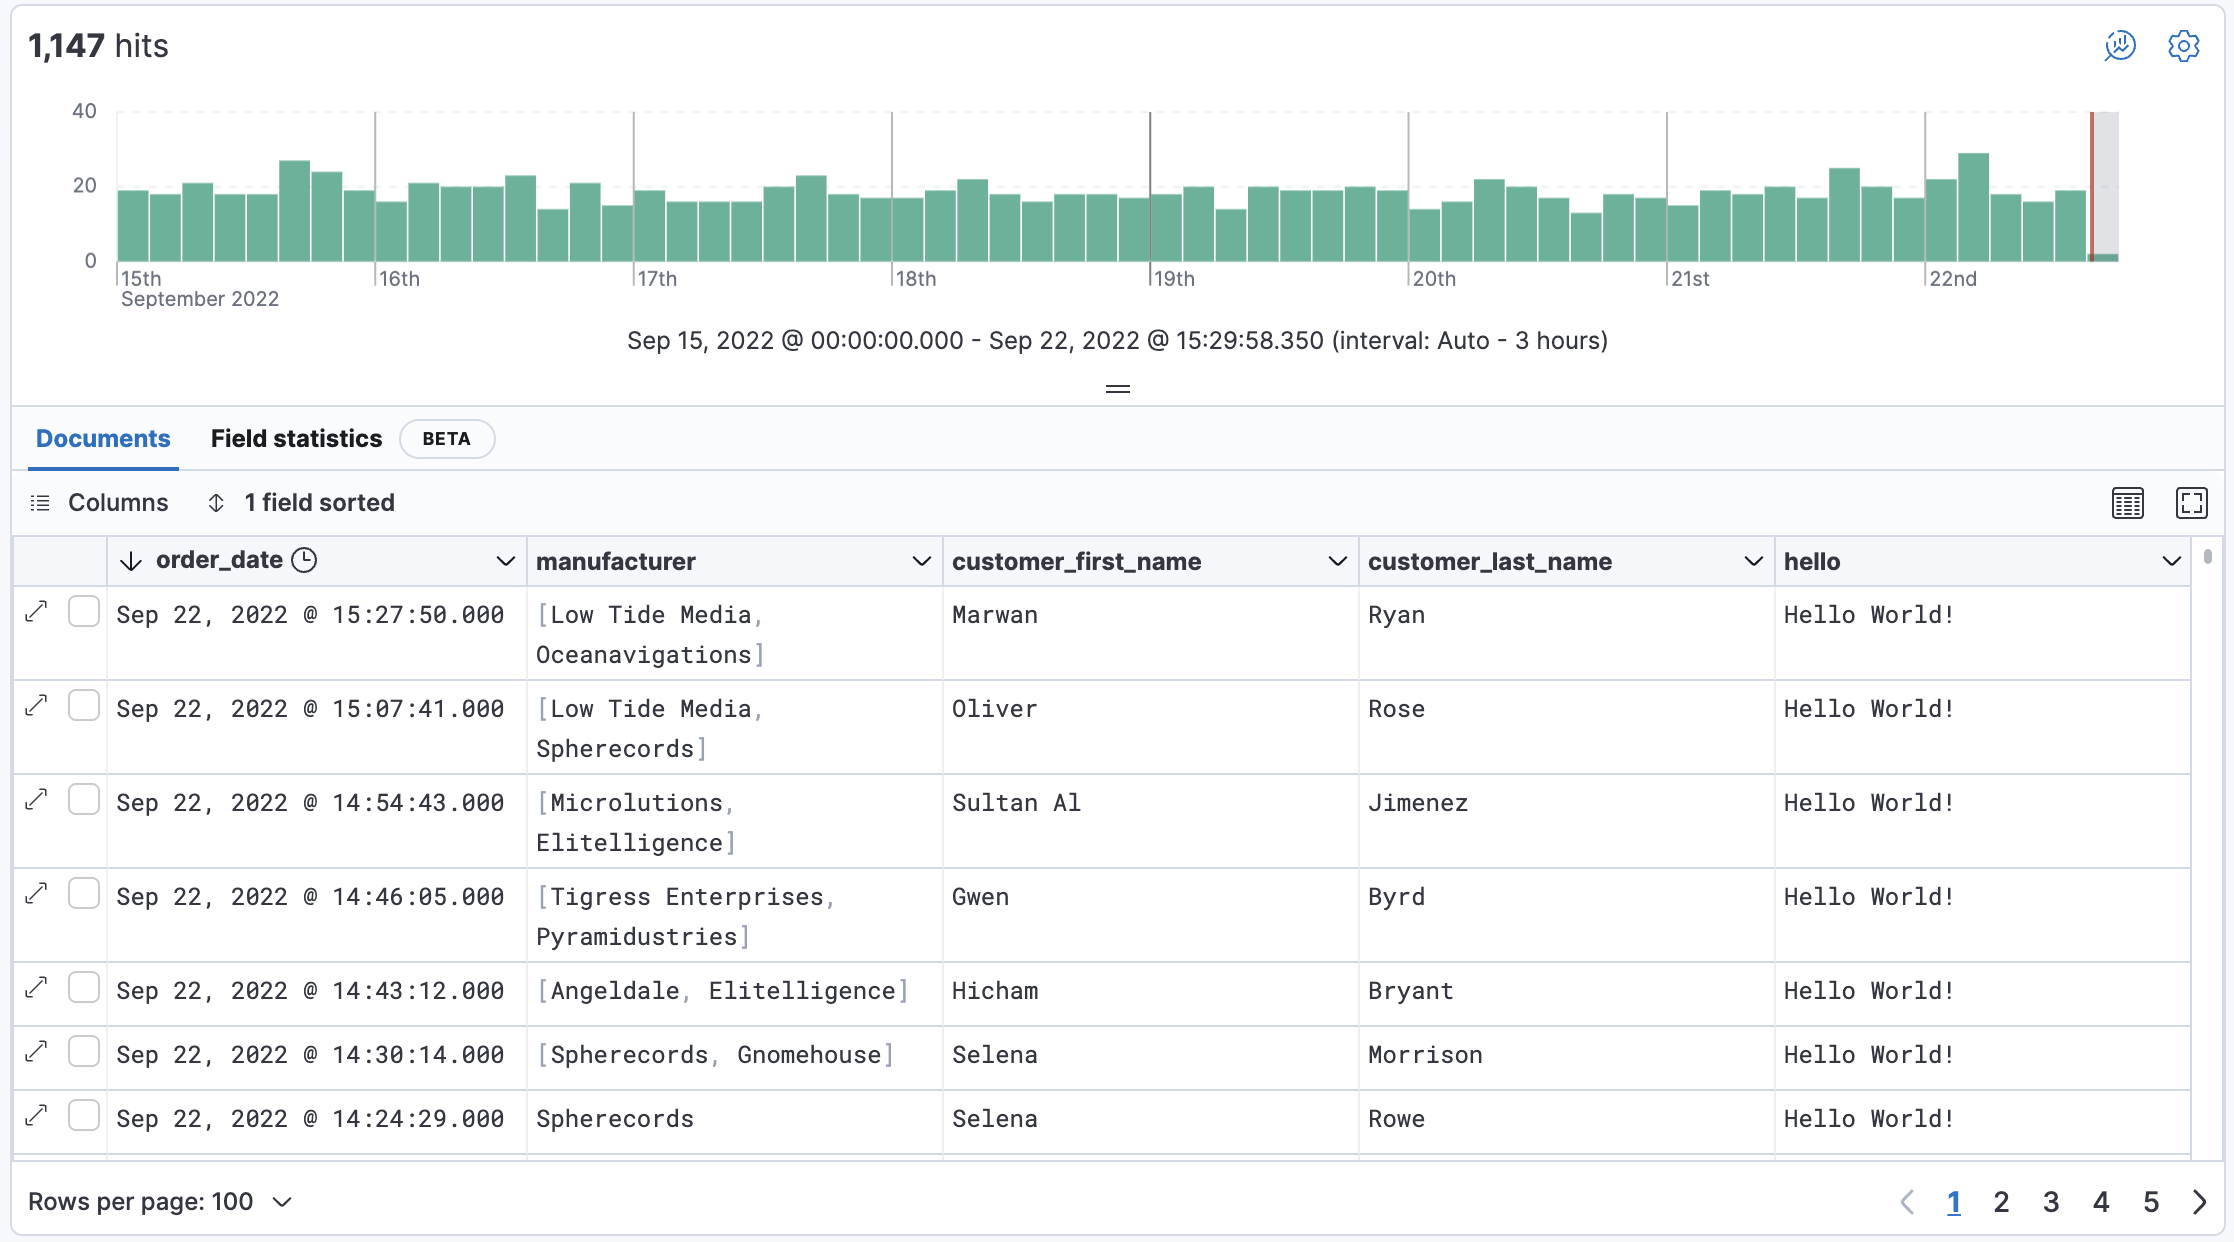 1,147 hits
40
20
0
15th 16th 17th 18th 19th 20th 21st 22nd
September 2022
Sep 15, 2022 @ 00:00:00.000 - Sep 22, 2022 @ 15:29:58.350 (interval: Auto - 3 hours)
Documents Field statistics BETA
Columns 1 field sorted
order_date manufacturer customer_first_name customer_last_name hello
Sep 22, 2022 @ 15:27:50.000 [Low Tide Media, Marwan Ryan Hello World!
Oceanavigations]
Sep 22, 2022 @ 15:07:41.000 [Low Tide Media, Oliver Rose Hello World!
Spherecords]
Sep 22, 2022 @ 14:54:43.000 [Microlutions, Sultan Al Jimenez Hello World!
Elitelligence]
Sep 22, 2022 @ 14:46:05.000 [Tigress Enterprises, Gwen Byrd Hello World!
Pyramidustries]
Sep 22, 2022 @ 14:43:12.000 [Angeldale, Elitelligence] Hicham Bryant Hello World!
Sep 22, 2022 @ 14:30:14.000 [Spherecords, Gnomehouse] Selena Morrison Hello World!
Sep 22, 2022 @ 14:24:29.000 Spherecords Selena Rowe Hello World!
Rows per page: 100 1 2 3 4 5